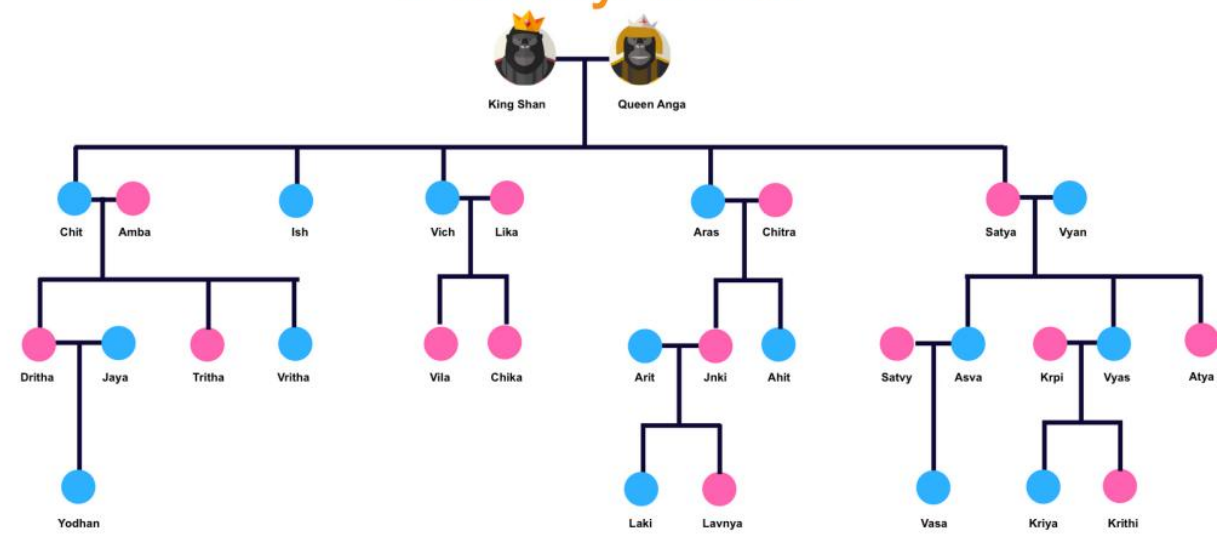 King Shan Queen Anga
Chit Amba Ish Vich Lika Aras Chitra Satya Vyan
Dritha Jaya Tritha Vritha Vila Chika Arit Jnki Ahit Satvy Asva Krpi Vyas Atya
Yodhan Laki Lavnya Vasa Kriya Krithi